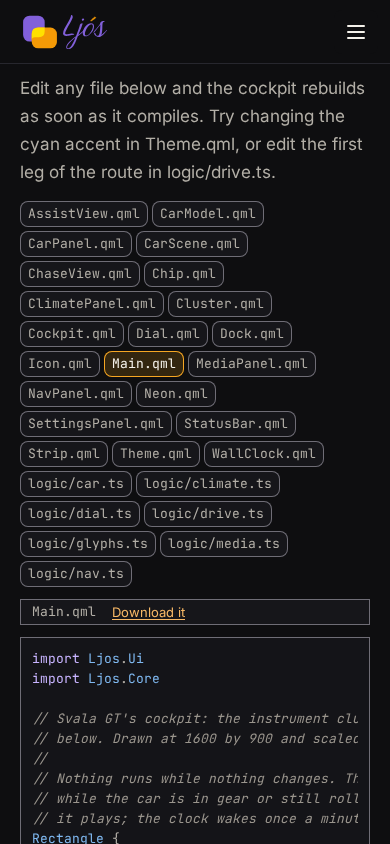 Ljós
Edit any file below and the cockpit rebuilds
as soon as it compiles. Try changing the
cyan accent in Theme.qml, or edit the first
leg of the route in logic/drive.ts.
AssistView.qml CarModel.qml
CarPanel.qml CarScene.qml
ChaseView.qml Chip.qml
ClimatePanel.qml Cluster.qml
Cockpit.qml Dial.qml Dock.qml
Icon.qml Main.qml MediaPanel.qml
NavPanel.qml Neon.qml
SettingsPanel.qml StatusBar.qml
Strip.qml Theme.qml WallClock.qml
logic/car.ts logic/climate.ts
logic/dial.ts logic/drive.ts
logic/glyphs.ts logic/media.ts
logic/nav.ts
Main.qml Download it
import Ljos.Ui
import Ljos.Core
// Svala GT's cockpit: the instrument clu
// below. Drawn at 1600 by 900 and scaled
//
// Nothing runs while nothing changes. Th
// while the car is in gear or still roll
// it plays; the clock wakes once a minut
Rectangle {